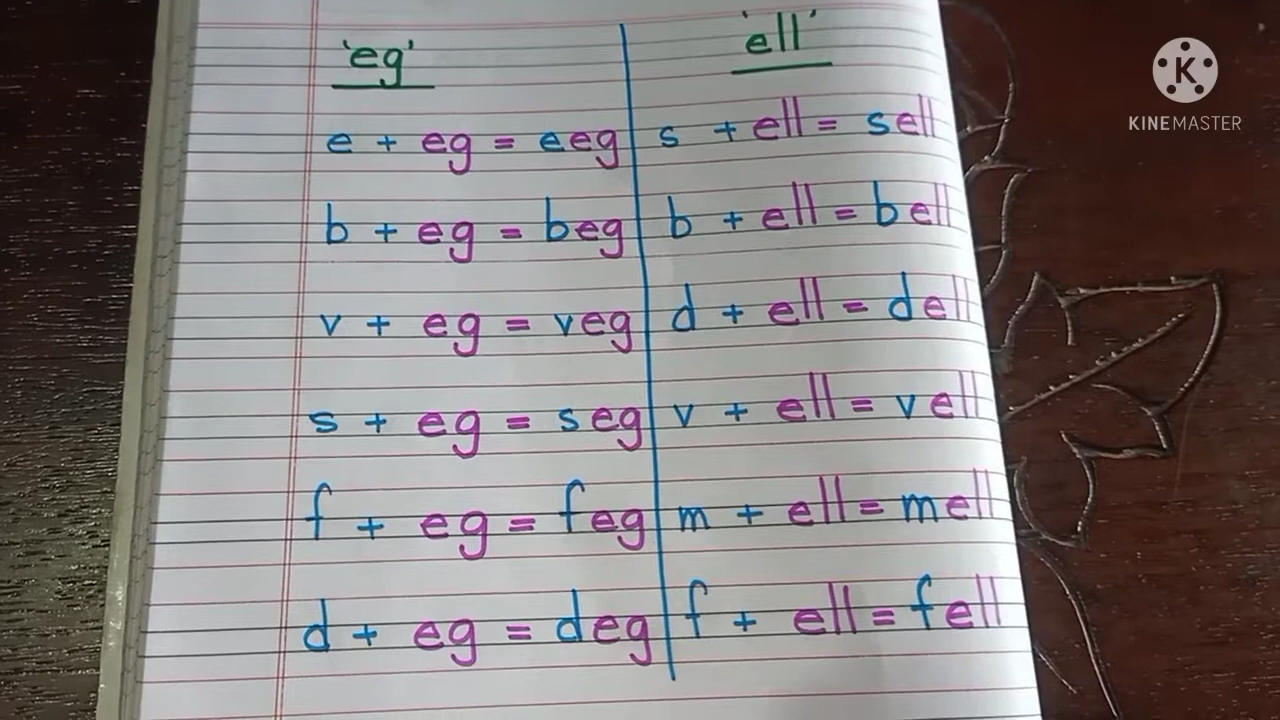 'eg'
e + eg = eeg
b + eg = beg
v + eg = veg
s + eg = seg
f + eg = feg
d + eg = deg
'ell'
s + ell = sell
b + ell = bell
d + ell = dell
v + ell = vell
m + ell = mell
f + ell = fell
K
KINEMASTER